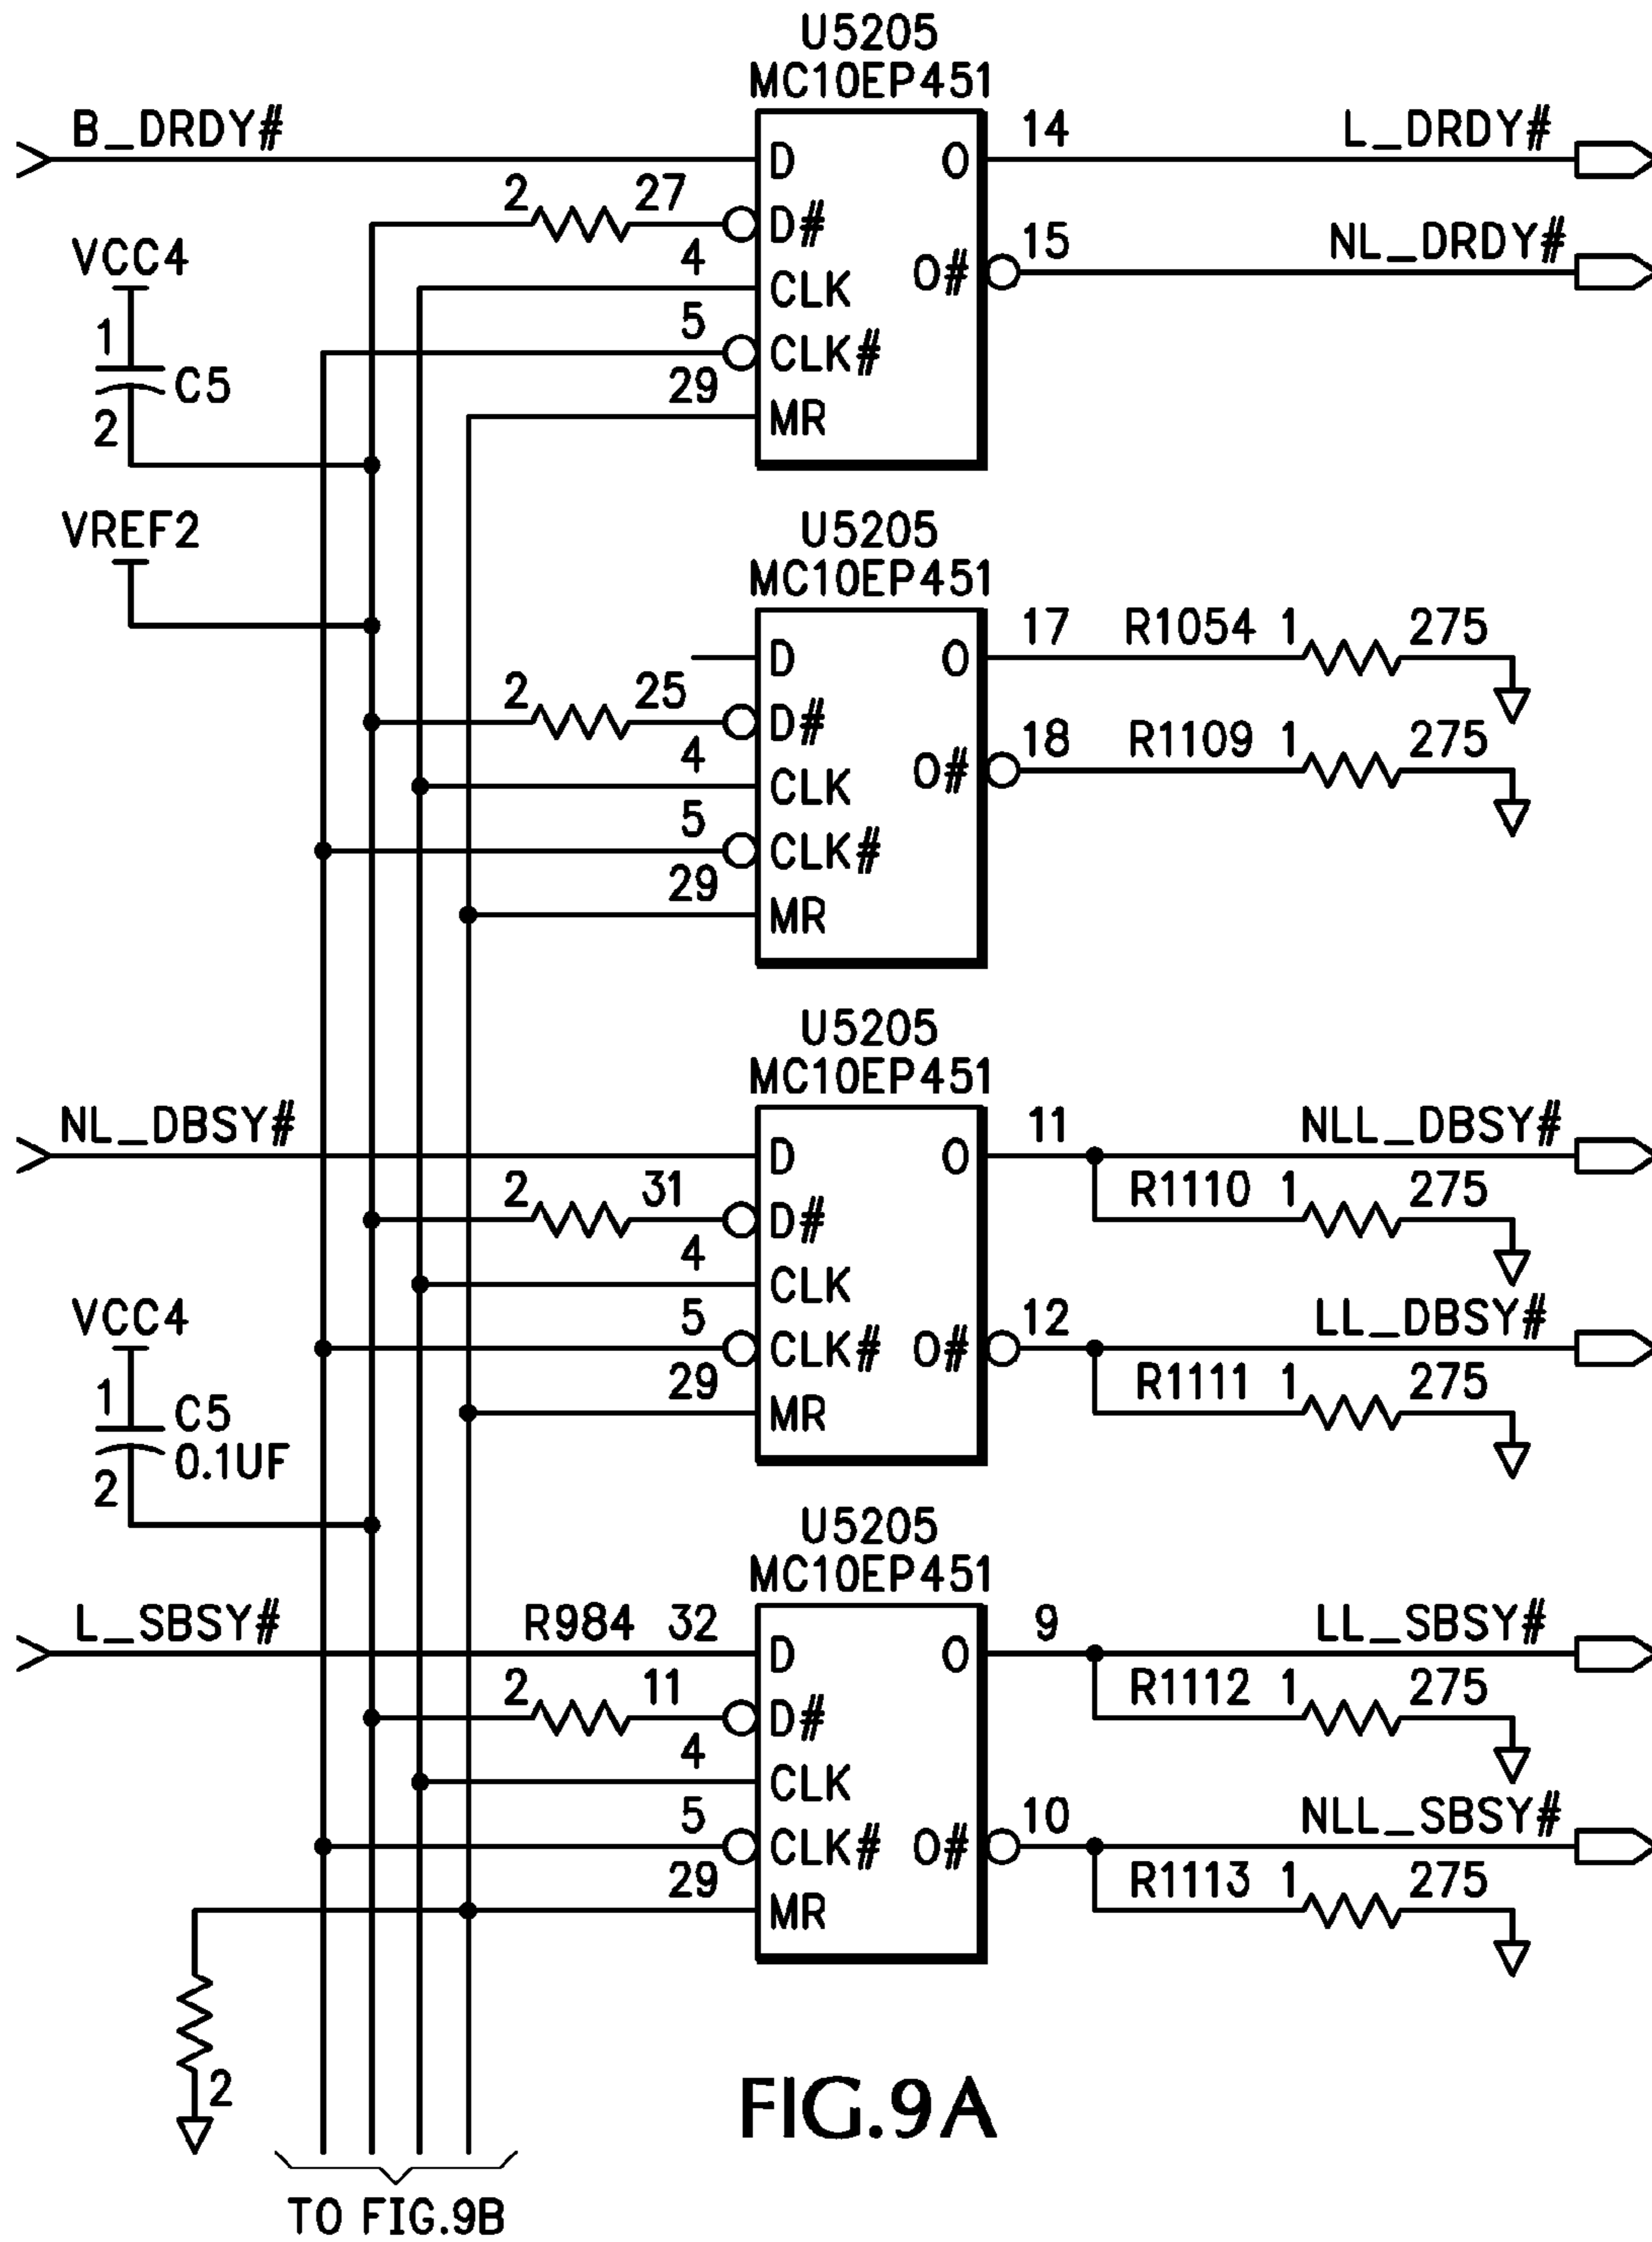 U5205
MC10EP451
B_DRDY#
14
L_DRDY#
D
O
2
27
D#
15
NL_DRDY#
O#
VCC4
4
CLK
1
5
CLK#
C5
29
2
MR
VREF2
U5205
MC10EP451
17
R1054 1
275
D
O
2
25
D#
18
R1109 1
275
O#
4
CLK
5
CLK#
29
MR
U5205
MC10EP451
NL_DBSY#
11
NLL_DBSY#
D
O
2
31
R1110 1
275
D#
4
CLK
VCC4
5
12
LL_DBSY#
CLK#
O#
1
29
R1111 1
275
C5
MR
0.1UF
2
U5205
MC10EP451
L_SBSY#
R984
32
9
LL_SBSY#
D
O
2
11
R1112 1
275
D#
4
CLK
5
10
NLL_SBSY#
CLK#
O#
29
R1113 1
275
MR
2
FIG.9A
TO FIG.9B